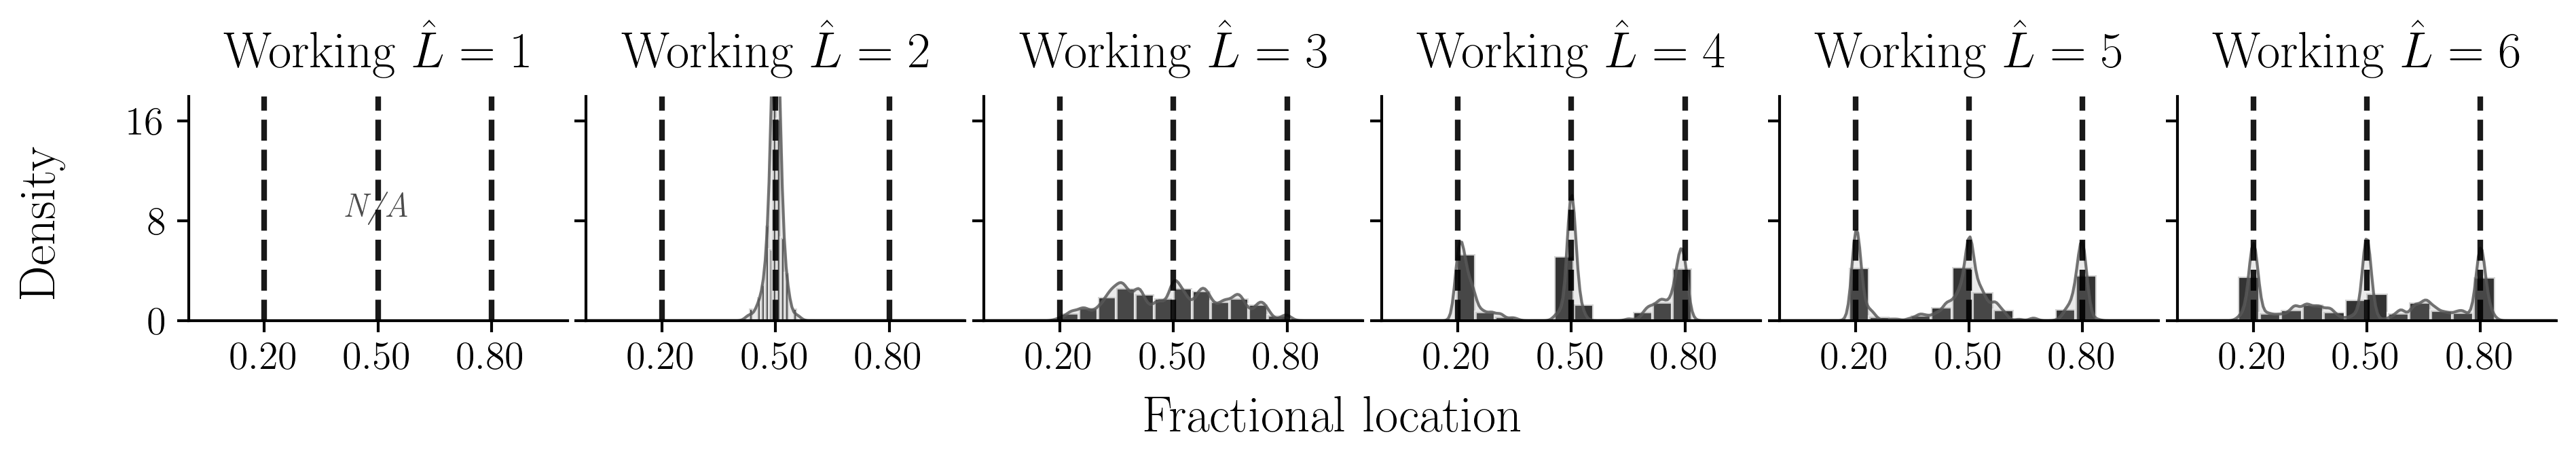 Working L̂ = 1 Working L̂ = 2 Working L̂ = 3 Working L̂ = 4 Working L̂ = 5 Working L̂ = 6
Density
16
8
0
N/A
0.20 0.50 0.80 0.20 0.50 0.80 0.20 0.50 0.80 0.20 0.50 0.80 0.20 0.50 0.80 0.20 0.50 0.80
Fractional location